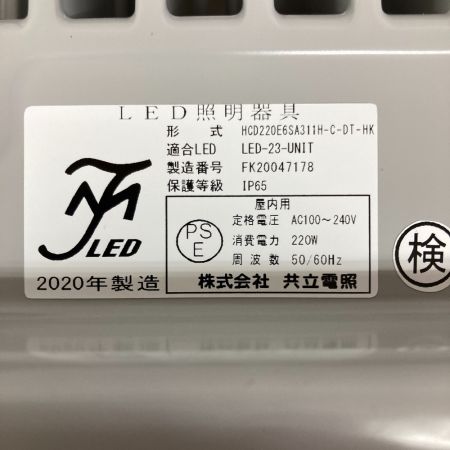 LED照明器具
形式 HCD220E6SA311H-C-DT-HK
適合LED LED-23-UNIT
製造番号 FK20047178
保護等級 IP65
LED
2020年製造
PS
E
屋内用
定格電圧 AC100～240V
消費電力 220W
周波数 50/60Hz
株式会社 共立電照
検